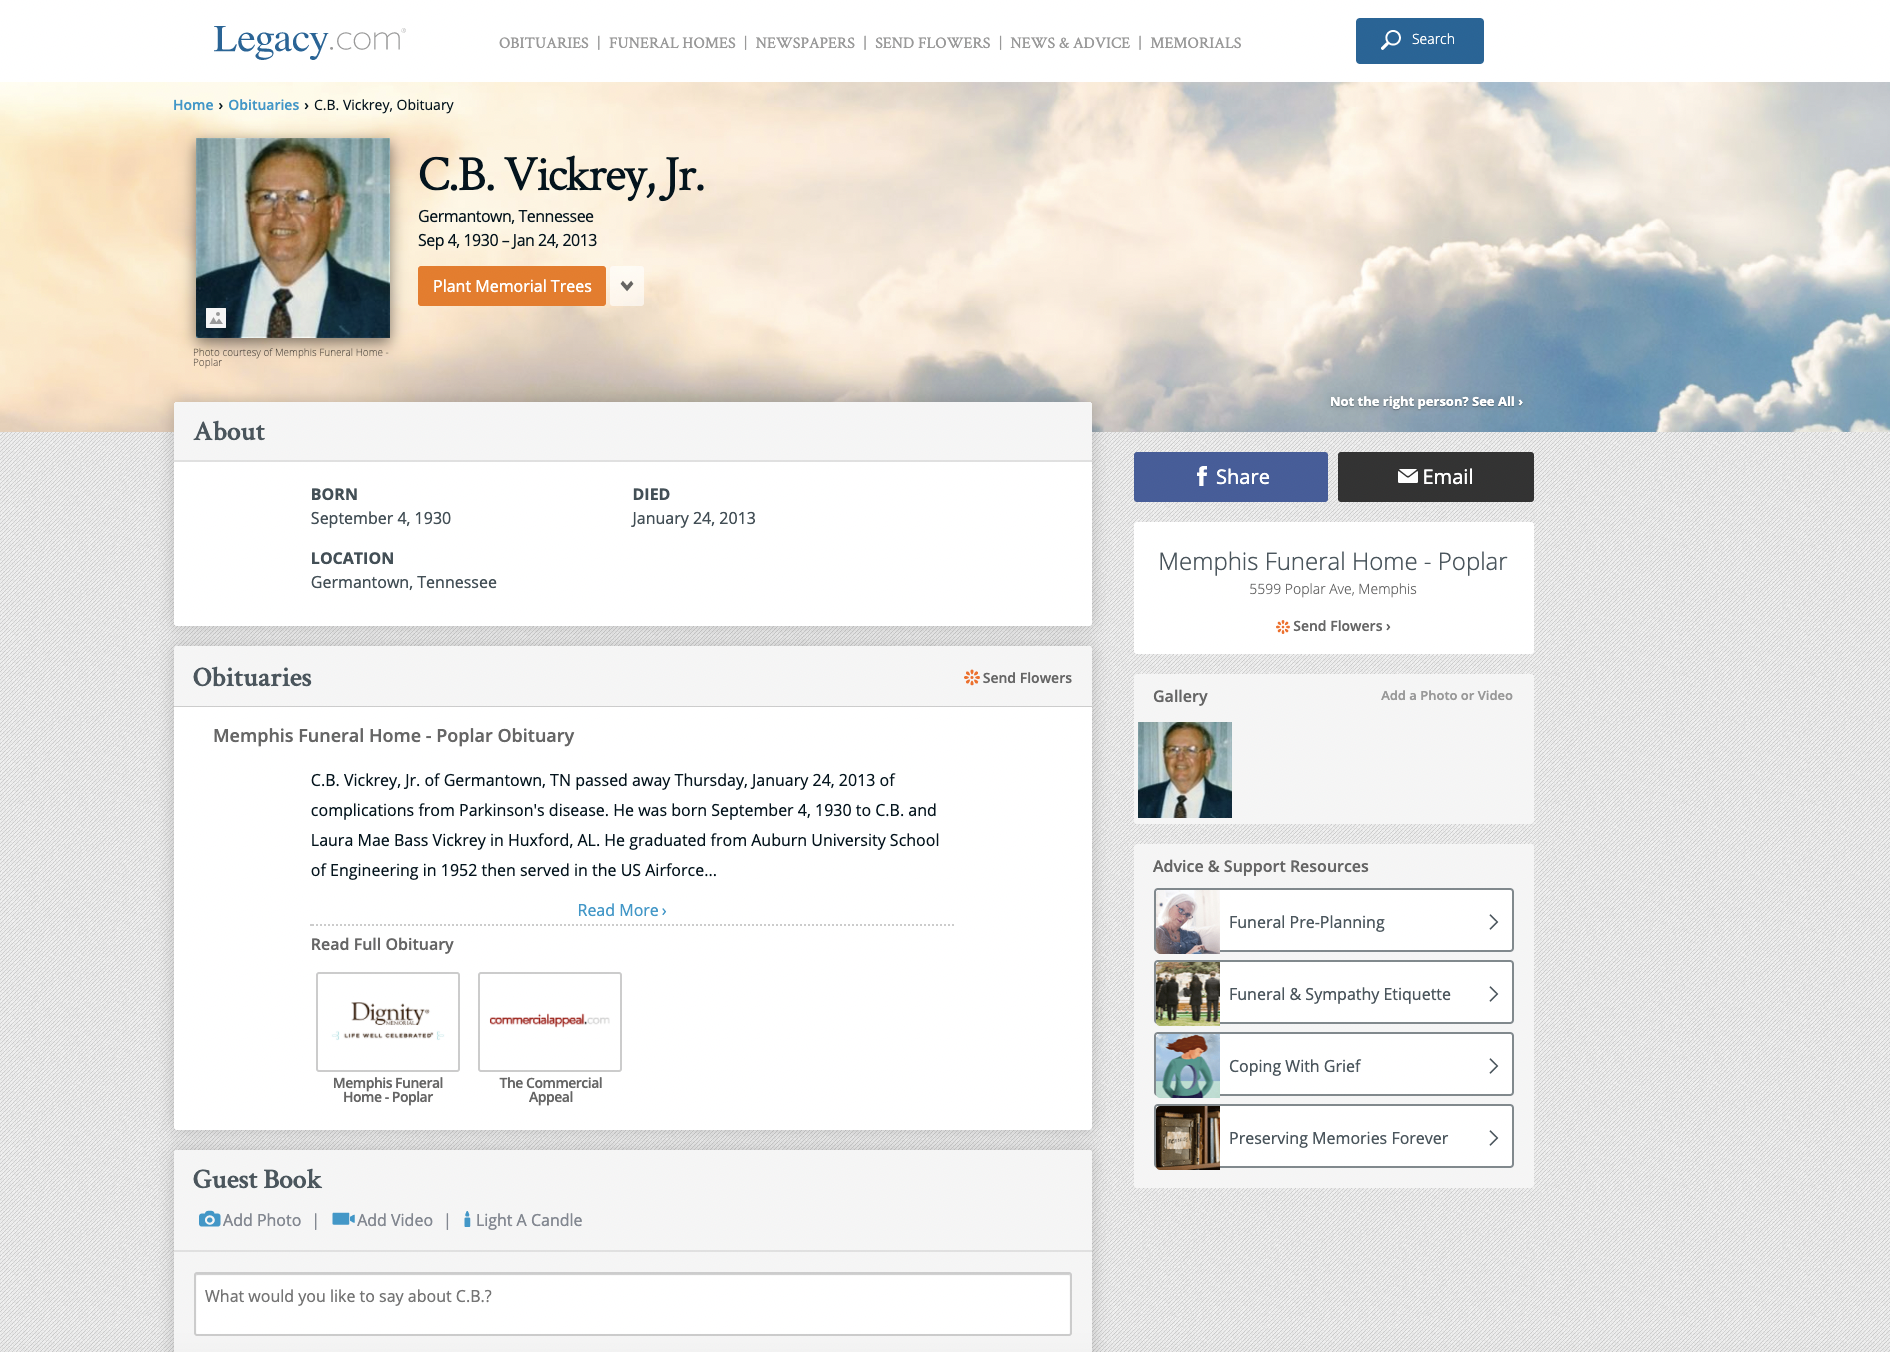 Legacy.com
OBITUARIES | FUNERAL HOMES | NEWSPAPERS | SEND FLOWERS | NEWS & ADVICE | MEMORIALS
Search
Home › Obituaries › C.B. Vickrey, Obituary
C.B. Vickrey, Jr.
Germantown, Tennessee
Sep 4, 1930 – Jan 24, 2013
Plant Memorial Trees
Photo courtesy of Memphis Funeral Home -
Poplar
Not the right person? See All ›
About
BORN
September 4, 1930
DIED
January 24, 2013
LOCATION
Germantown, Tennessee
Obituaries
Send Flowers
Memphis Funeral Home - Poplar Obituary
C.B. Vickrey, Jr. of Germantown, TN passed away Thursday, January 24, 2013 of
complications from Parkinson's disease. He was born September 4, 1930 to C.B. and
Laura Mae Bass Vickrey in Huxford, AL. He graduated from Auburn University School
of Engineering in 1952 then served in the US Airforce...
Read More ›
Read Full Obituary
Dignity
MEMORIAL
LIFE WELL CELEBRATED
Memphis Funeral
Home - Poplar
commercialappeal.com
The Commercial
Appeal
Guest Book
Add Photo | Add Video | Light A Candle
What would you like to say about C.B.?
Share
Email
Memphis Funeral Home - Poplar
5599 Poplar Ave, Memphis
Send Flowers ›
Gallery
Add a Photo or Video
Advice & Support Resources
Funeral Pre-Planning
Funeral & Sympathy Etiquette
Coping With Grief
Preserving Memories Forever